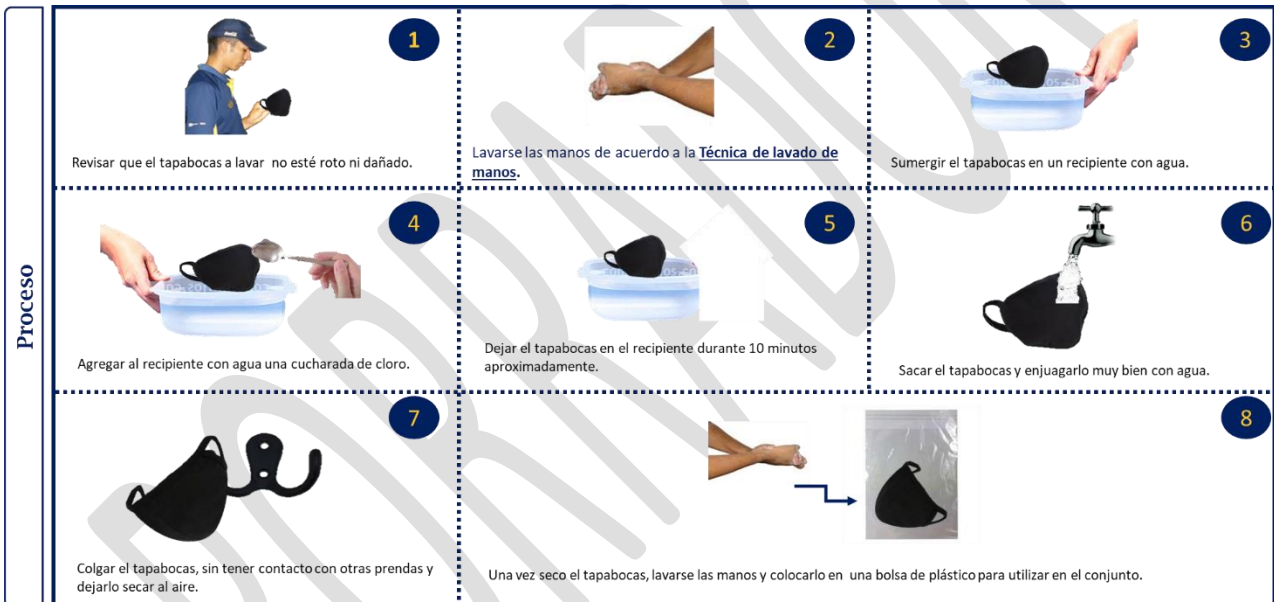 Proceso
1
Revisar que el tapabocas a lavar no esté roto ni dañado.
2
Lavarse las manos de acuerdo a la Técnica de lavado de
manos.
3
Sumergir el tapabocas en un recipiente con agua.
4
Agregar al recipiente con agua una cucharada de cloro.
5
Dejar el tapabocas en el recipiente durante 10 minutos
aproximadamente.
6
Sacar el tapabocas y enjuagarlo muy bien con agua.
7
Colgar el tapabocas, sin tener contacto con otras prendas y
dejarlo secar al aire.
8
Una vez seco el tapabocas, lavarse las manos y colocarlo en una bolsa de plástico para utilizar en el conjunto.